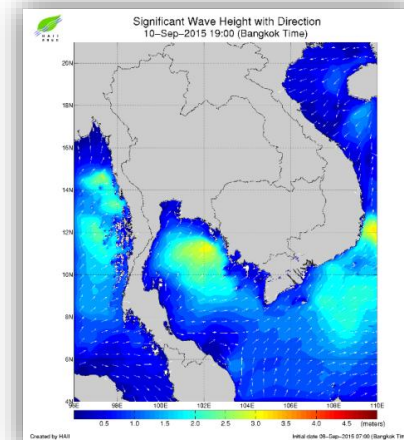 HAII
Significant Wave Height with Direction
10-Sep-2015 19:00 (Bangkok Time)
20N
18N
16N
14N
12N
10N
8N
6N
4N
96E 98E 100E 102E 104E 106E 108E 110E
0.5 1.0 1.5 2.0 2.5 3.0 3.5 4.0 4.5 (meters)
Created by HAII
Initial date 09-Sep-2015 07:00 (Bangkok Time)